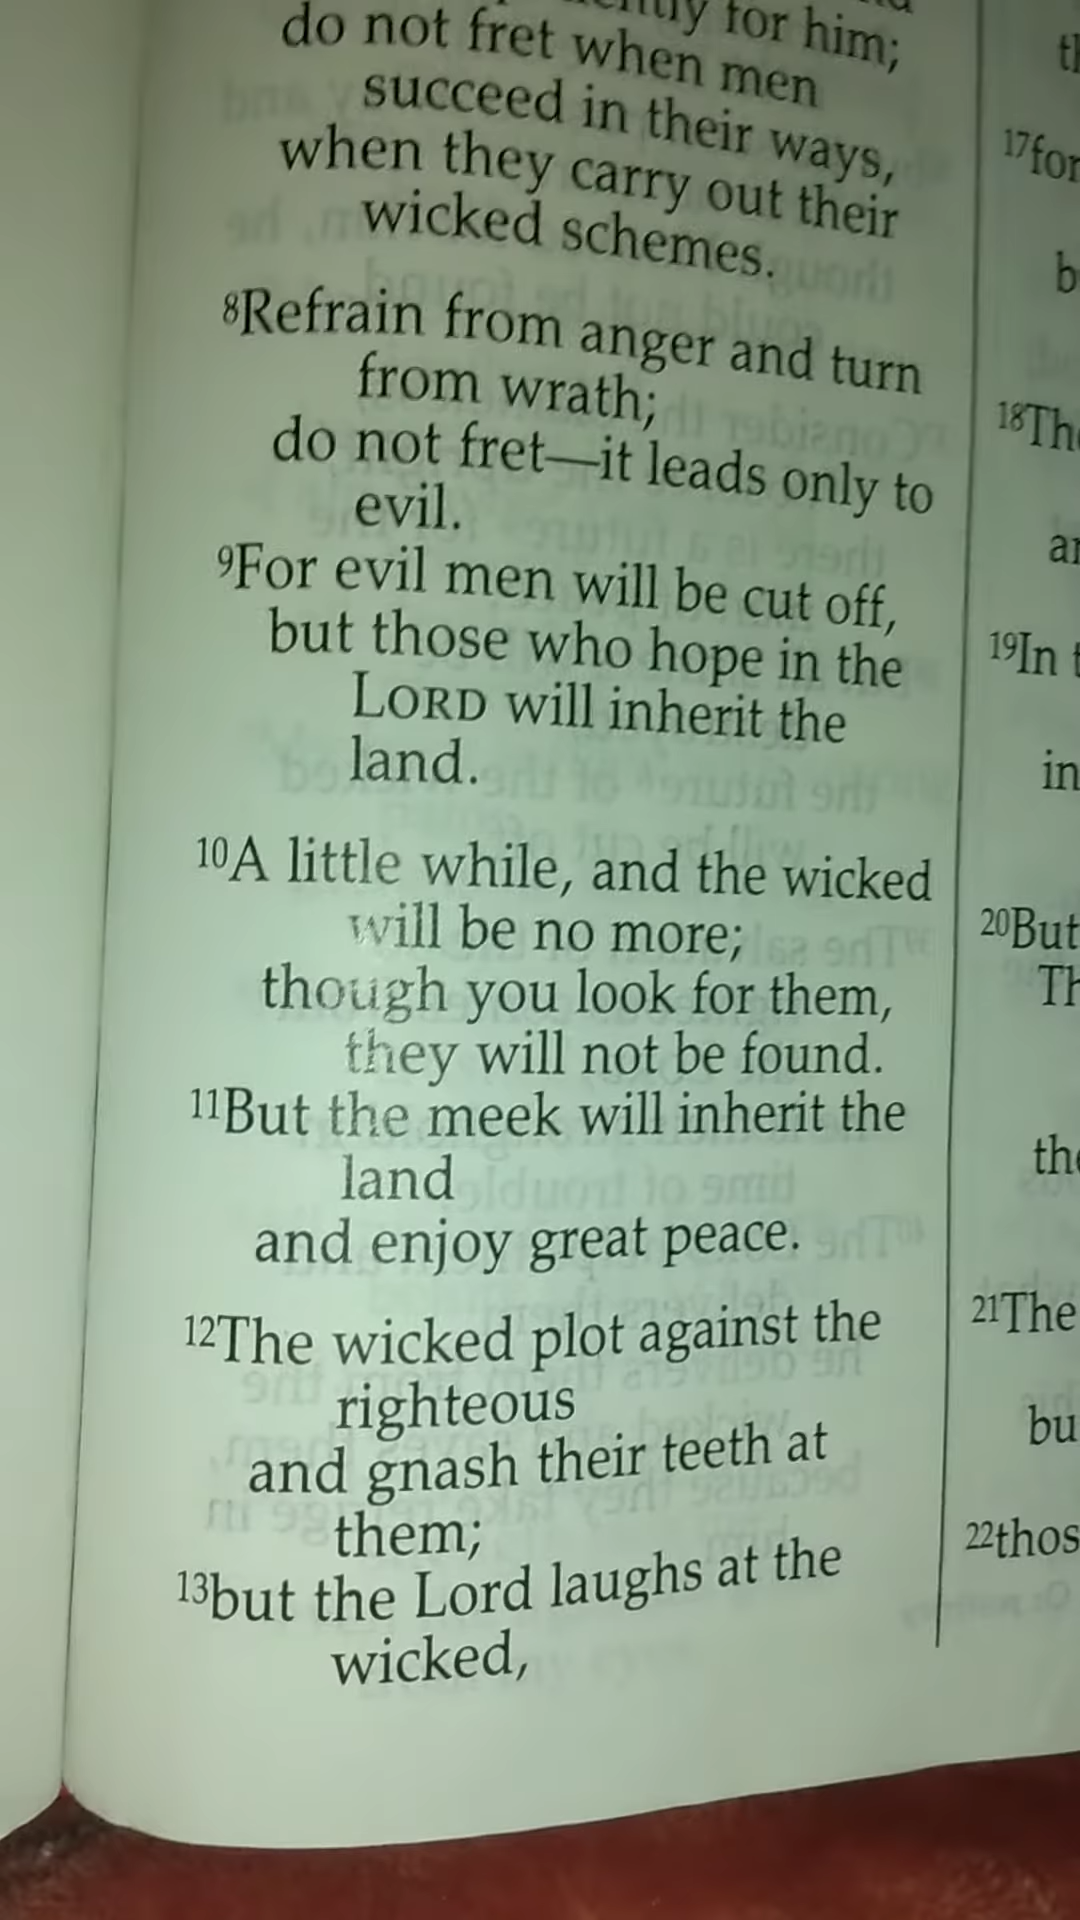 for him;
do not fret when men
succeed in their ways,
when they carry out their
wicked schemes.
8Refrain from anger and turn
from wrath;
do not fret—it leads only to
evil.
9For evil men will be cut off,
but those who hope in the
LORD will inherit the
land.
10A little while, and the wicked
will be no more;
though you look for them,
they will not be found.
11But the meek will inherit the
land
and enjoy great peace.
12The wicked plot against the
righteous
and gnash their teeth at
them;
13but the Lord laughs at the
wicked,
17for
18The
19In
in
20But
21The